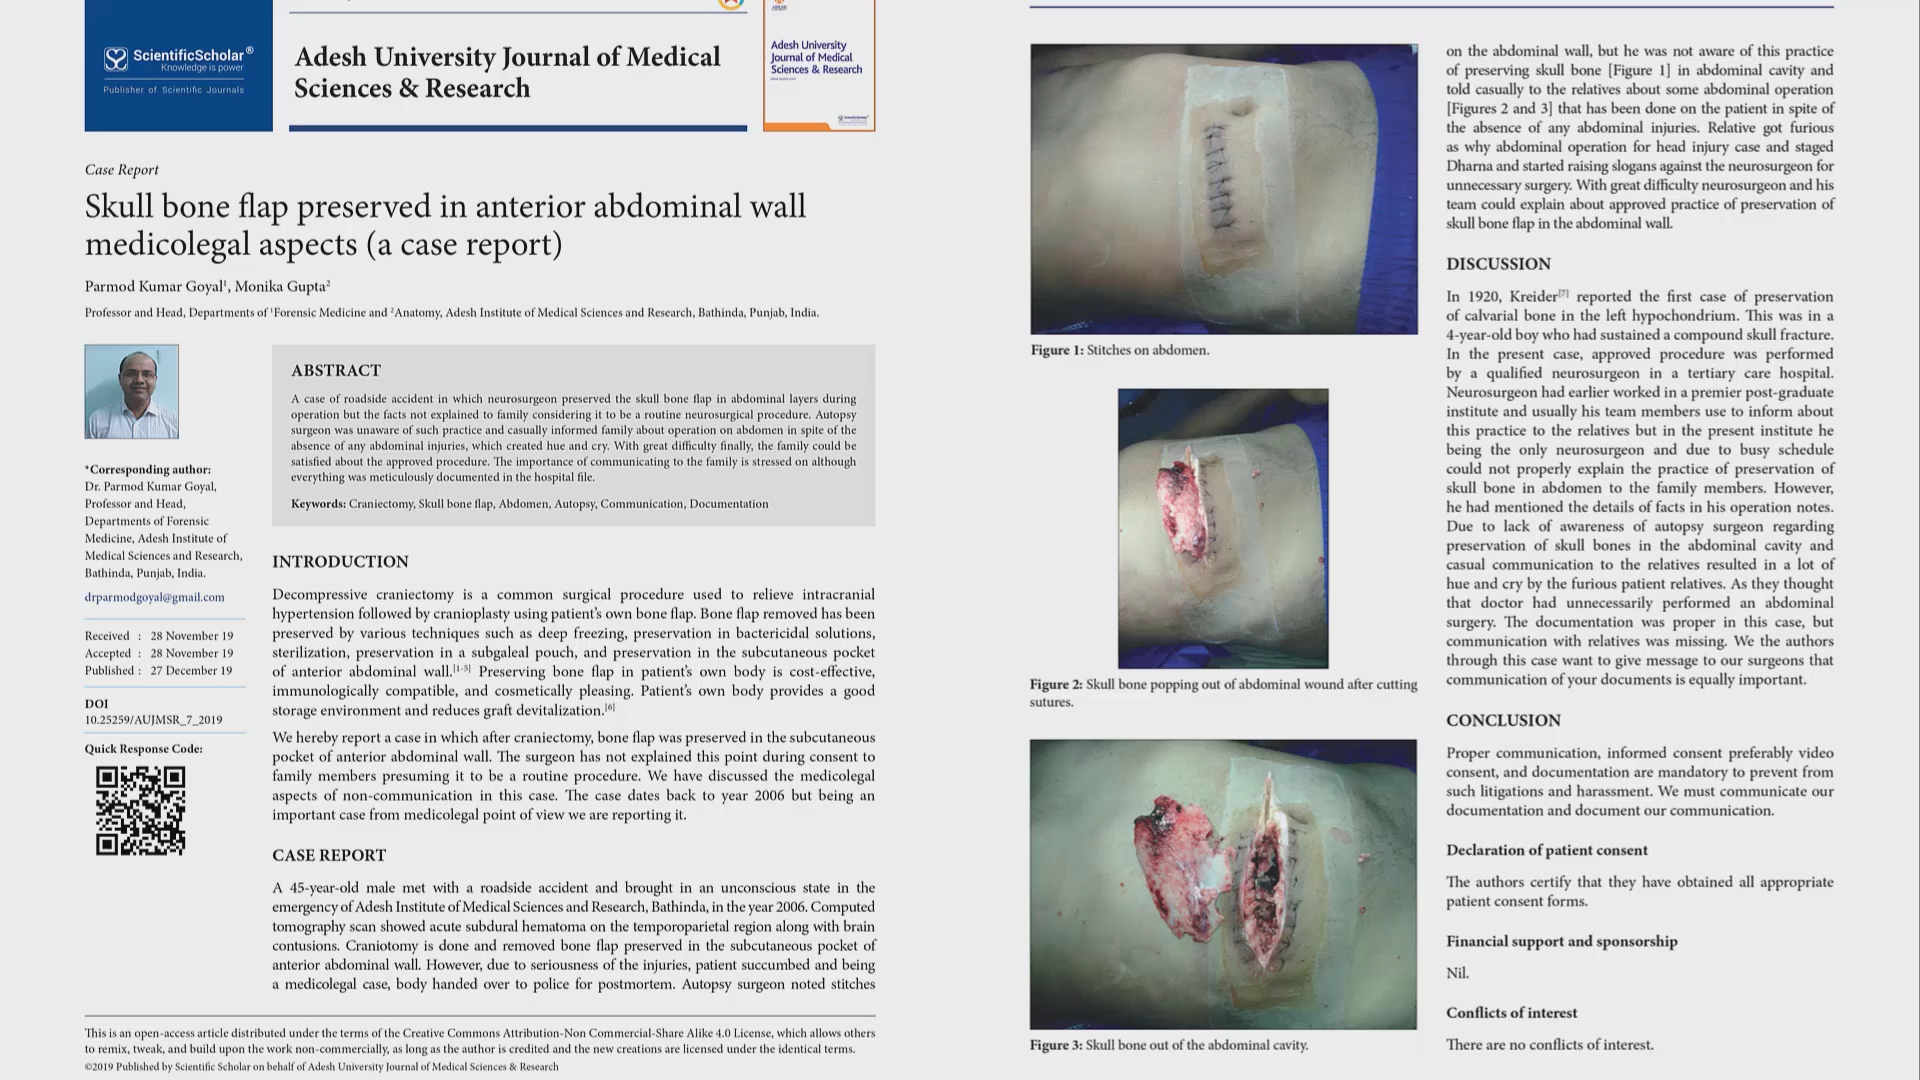 ScientificScholar®
Knowledge is power
Publisher of Scientific Journals
Adesh University Journal of Medical
Sciences & Research
Adesh University
Journal of Medical
Sciences & Research
Case Report
Skull bone flap preserved in anterior abdominal wall
medicolegal aspects (a case report)
Parmod Kumar Goyal1, Monika Gupta2
Professor and Head, Departments of 1Forensic Medicine and 2Anatomy, Adesh Institute of Medical Sciences and Research, Bathinda, Punjab, India.
*Corresponding author:
Dr. Parmod Kumar Goyal,
Professor and Head,
Departments of Forensic
Medicine, Adesh Institute of
Medical Sciences and Research,
Bathinda, Punjab, India.
drparmodgoyal@gmail.com
Received : 28 November 19
Accepted : 28 November 19
Published : 27 December 19
DOI
10.25259/AUJMSR_7_2019
Quick Response Code:
ABSTRACT
A case of roadside accident in which neurosurgeon preserved the skull bone flap in abdominal layers during
operation but the facts not explained to family considering it to be a routine neurosurgical procedure. Autopsy
surgeon was unaware of such practice and casually informed family about operation on abdomen in spite of the
absence of any abdominal injuries, which created hue and cry. With great difficulty finally, the family could be
satisfied about the approved procedure. The importance of communicating to the family is stressed on although
everything was meticulously documented in the hospital file.
Keywords: Craniectomy, Skull bone flap, Abdomen, Autopsy, Communication, Documentation
INTRODUCTION
Decompressive craniectomy is a common surgical procedure used to relieve intracranial
hypertension followed by cranioplasty using patient's own bone flap. Bone flap removed has been
preserved by various techniques such as deep freezing, preservation in bactericidal solutions,
sterilization, preservation in a subgaleal pouch, and preservation in the subcutaneous pocket
of anterior abdominal wall.[1-5] Preserving bone flap in patient's own body is cost-effective,
immunologically compatible, and cosmetically pleasing. Patient's own body provides a good
storage environment and reduces graft devitalization.[6]
We hereby report a case in which after craniectomy, bone flap was preserved in the subcutaneous
pocket of anterior abdominal wall. The surgeon has not explained this point during consent to
family members presuming it to be a routine procedure. We have discussed the medicolegal
aspects of non-communication in this case. The case dates back to year 2006 but being an
important case from medicolegal point of view we are reporting it.
CASE REPORT
A 45-year-old male met with a roadside accident and brought in an unconscious state in the
emergency of Adesh Institute of Medical Sciences and Research, Bathinda, in the year 2006. Computed
tomography scan showed acute subdural hematoma on the temporoparietal region along with brain
contusions. Craniotomy is done and removed bone flap preserved in the subcutaneous pocket of
anterior abdominal wall. However, due to seriousness of the injuries, patient succumbed and being
a medicolegal case, body handed over to police for postmortem. Autopsy surgeon noted stitches
This is an open-access article distributed under the terms of the Creative Commons Attribution-Non Commercial-Share Alike 4.0 License, which allows others
to remix, tweak, and build upon the work non-commercially, as long as the author is credited and the new creations are licensed under the identical terms.
©2019 Published by Scientific Scholar on behalf of Adesh University Journal of Medical Sciences & Research
Figure 1: Stitches on abdomen.
Figure 2: Skull bone popping out of abdominal wound after cutting
sutures.
Figure 3: Skull bone out of the abdominal cavity.
on the abdominal wall, but he was not aware of this practice
of preserving skull bone [Figure 1] in abdominal cavity and
told casually to the relatives about some abdominal operation
[Figures 2 and 3] that has been done on the patient in spite of
the absence of any abdominal injuries. Relative got furious
as why abdominal operation for head injury case and staged
Dharna and started raising slogans against the neurosurgeon for
unnecessary surgery. With great difficulty neurosurgeon and his
team could explain about approved practice of preservation of
skull bone flap in the abdominal wall.
DISCUSSION
In 1920, Kreider[7] reported the first case of preservation
of calvarial bone in the left hypochondrium. This was in a
4-year-old boy who had sustained a compound skull fracture.
In the present case, approved procedure was performed
by a qualified neurosurgeon in a tertiary care hospital.
Neurosurgeon had earlier worked in a premier post-graduate
institute and usually his team members use to inform about
this practice to the relatives but in the present institute he
being the only neurosurgeon and due to busy schedule
could not properly explain the practice of preservation of
skull bone in abdomen to the family members. However,
he had mentioned the details of facts in his operation notes.
Due to lack of awareness of autopsy surgeon regarding
preservation of skull bones in the abdominal cavity and
casual communication to the relatives resulted in a lot of
hue and cry by the furious patient relatives. As they thought
that doctor had unnecessarily performed an abdominal
surgery. The documentation was proper in this case, but
communication with relatives was missing. We the authors
through this case want to give message to our surgeons that
communication of your documents is equally important.
CONCLUSION
Proper communication, informed consent preferably video
consent, and documentation are mandatory to prevent from
such litigations and harassment. We must communicate our
documentation and document our communication.
Declaration of patient consent
The authors certify that they have obtained all appropriate
patient consent forms.
Financial support and sponsorship
Nil.
Conflicts of interest
There are no conflicts of interest.